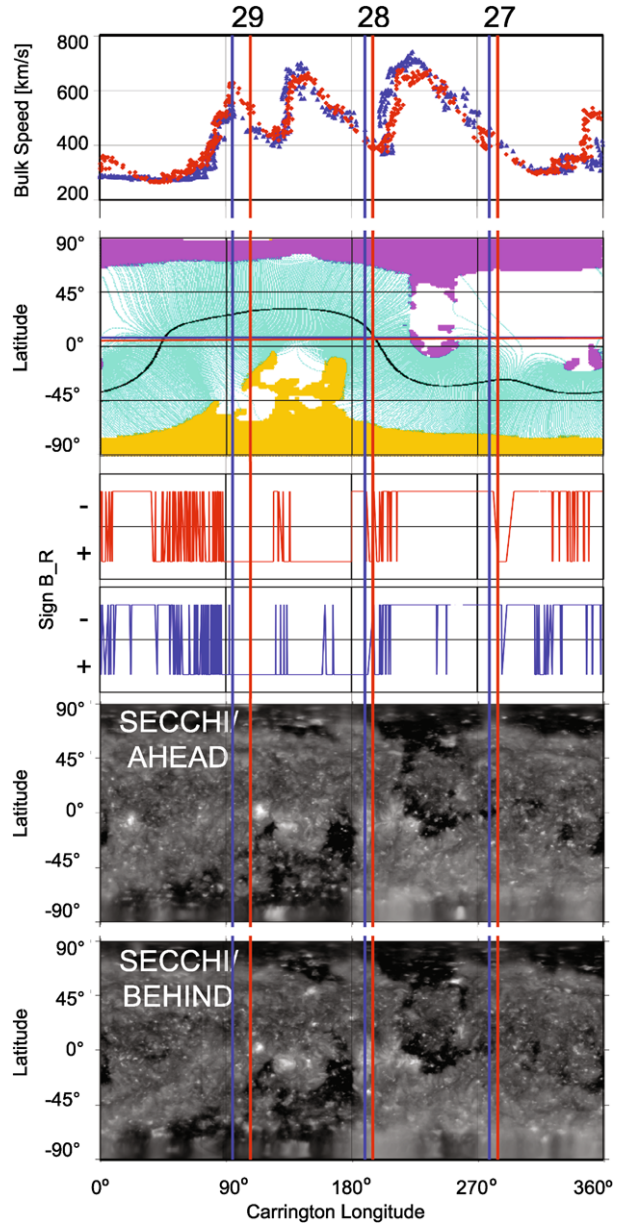 29 28 27
800
600
400
200
Bulk Speed [km/s]
90°
45°
0°
-45°
-90°
Latitude
-
+
-
+
Sign B_R
90°
45°
0°
-45°
-90°
Latitude
SECCHI/
AHEAD
90°
45°
0°
-45°
-90°
Latitude
SECCHI/
BEHIND
0° 90° 180° 270° 360°
Carrington Longitude